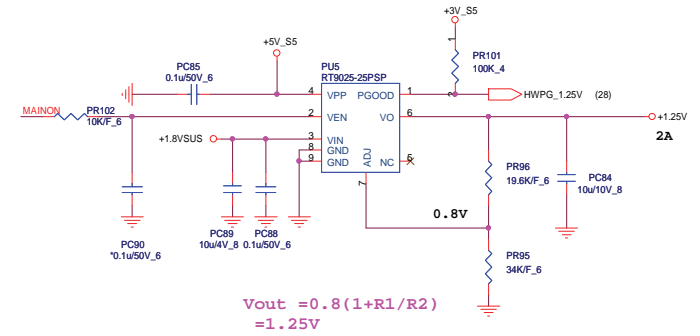 +3V_S5
+5V_S5
1
PR101
100K_4
2
PC85
0.1u/50V_6
PU5
RT9025-25PSP
4 VPP PGOOD 1
HWPG_1.25V (28)
MAINON
PR102
10K/F_6
2 VEN VO 6
+1.25V
2A
+1.8VSUS
3 VIN
8 GND
9 GND
ADJ
NC 5
7
PR96
19.6K/F_6
PC84
10u/10V_8
0.8V
PC90
*0.1u/50V_6
PC89
10u/4V_8
PC88
0.1u/50V_6
PR95
34K/F_6
Vout =0.8(1+R1/R2)
=1.25V